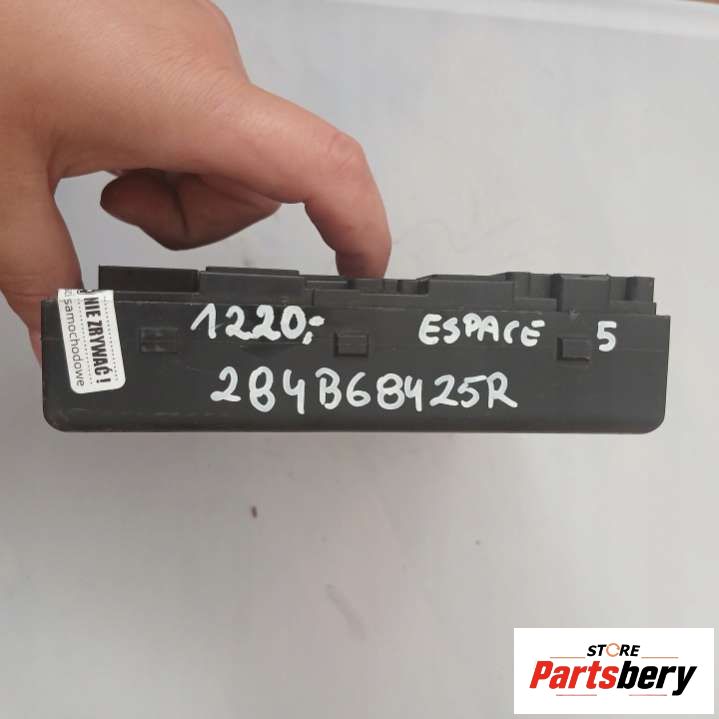 NIE ZRYWAĆ!
samochodowe
1220,- ESPACE 5
284B68425R
STORE
Partsbery